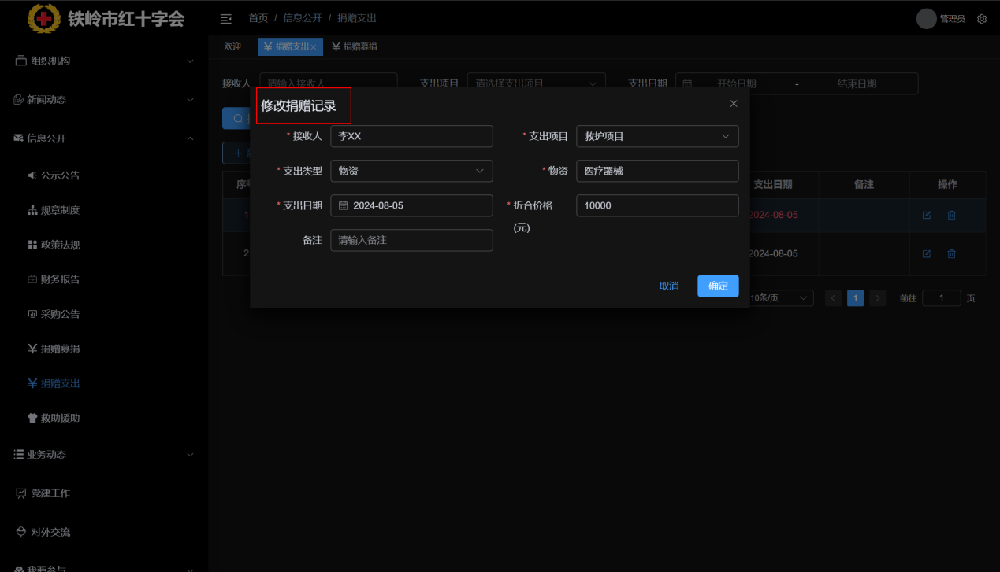 铁岭市红十字会
首页 / 信息公开 / 捐赠支出
管理员
欢迎
¥ 捐赠支出 ×
¥ 捐赠募捐
组织机构
新闻动态
信息公开
公示公告
规章制度
政策法规
财务报告
采购公告
¥ 捐赠募捐
¥ 捐赠支出
救助援助
业务动态
党建工作
对外交流
我要参与
接收人 请输入接收人
支出项目 请选择支出项目
支出日期 开始日期 - 结束日期
修改捐赠记录
* 接收人 李XX
* 支出项目 救护项目
* 支出类型 物资
* 物资 医疗器械
* 支出日期 2024-08-05
* 折合价格 10000
(元)
备注 请输入备注
取消 确定
序号 支出日期 备注 操作
1 2024-08-05
2 2024-08-05
10条/页 1 前往 1 页